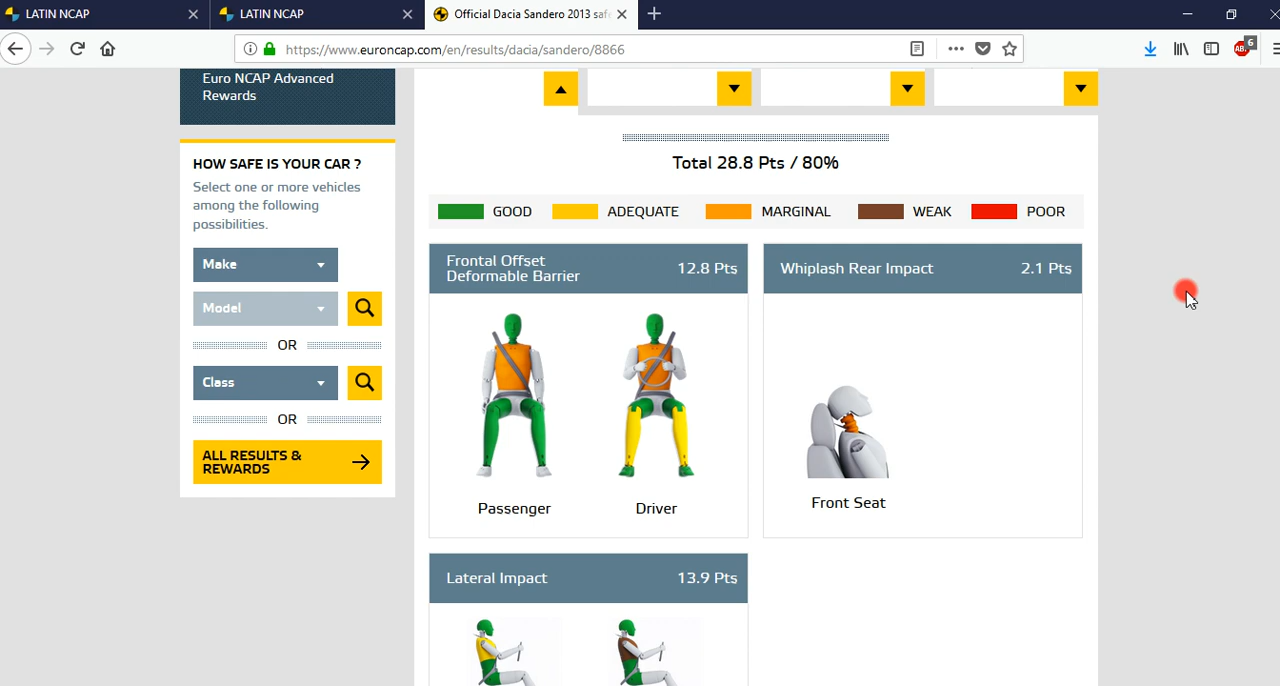 LATIN NCAP
LATIN NCAP
Official Dacia Sandero 2013 safe
https://www.euroncap.com/en/results/dacia/sandero/8866
ABP
6
Euro NCAP Advanced
Rewards
HOW SAFE IS YOUR CAR ?
Select one or more vehicles
among the following
possibilities.
Make
Model
OR
Class
OR
ALL RESULTS &
REWARDS
Total 28.8 Pts / 80%
GOOD ADEQUATE MARGINAL WEAK POOR
Frontal Offset
Deformable Barrier
12.8 Pts
Passenger
Driver
Whiplash Rear Impact
2.1 Pts
Front Seat
Lateral Impact
13.9 Pts